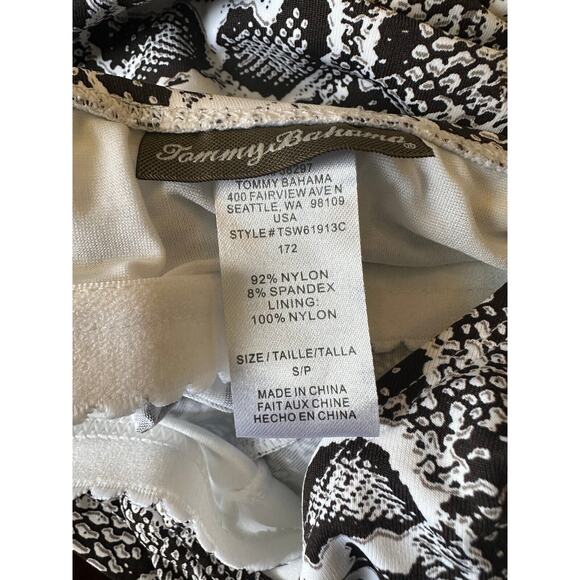 Tommy Bahama®
TOMMY BAHAMA
400 FAIRVIEW AVE N
SEATTLE, WA 98109
USA
STYLE#TSW61913C
172
92% NYLON
8% SPANDEX
LINING:
100% NYLON
SIZE/TAILLE/TALLA
S/P
MADE IN CHINA
FAIT AUX CHINE
HECHO EN CHINA